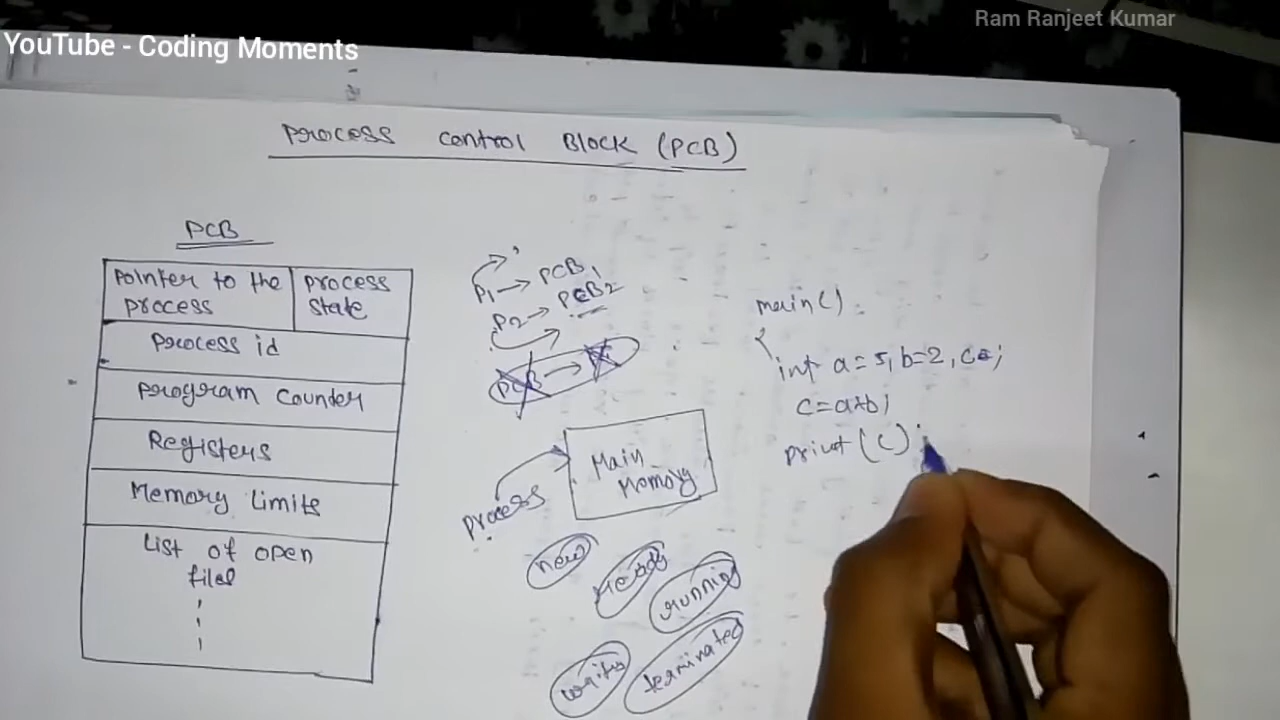 Ram Ranjeet Kumar
YouTube - Coding Moments
Process Control Block (PCB)
PCB
Pointer to the process
process state
Process id
Program Counter
Registers
Memory Limits
List of open
files
P1 → PCB1
P2 → PCB2
PCB →
Process
Main
Memory
new
ready
running
waiting
terminated
main()
{
int a=5, b=2, c;
c=a+b;
print(c);